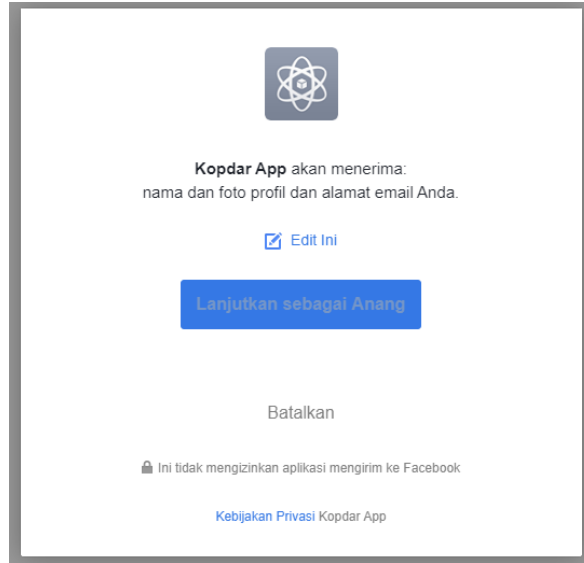 Kopdar App akan menerima:
nama dan foto profil dan alamat email Anda.
Edit Ini
Lanjutkan sebagai Anang
Batalkan
Ini tidak mengizinkan aplikasi mengirim ke Facebook
Kebijakan Privasi Kopdar App